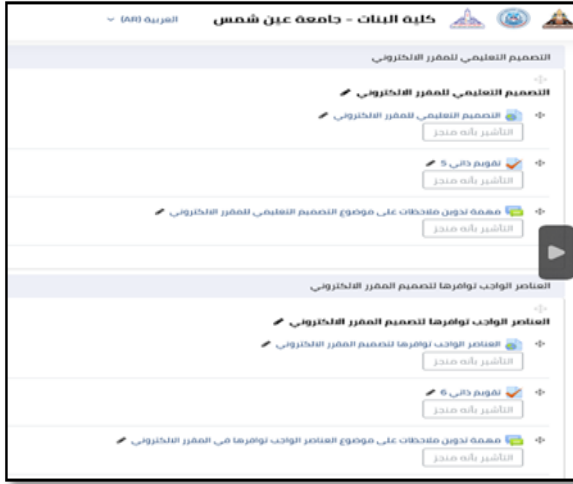 كلية البنات - جامعة عين شمس العربية ‎(AR)‎
التصميم التعليمي للمقرر الالكتروني
التصميم التعليمي للمقرر الالكتروني
التصميم التعليمي للمقرر الالكتروني
التأشير بأنه منجز
تقويم ذاتي 5
التأشير بأنه منجز
مهمة تدوين ملاحظات على موضوع التصميم التعليمي للمقرر الالكتروني
التأشير بأنه منجز
العناصر الواجب توافرها لتصميم المقرر الالكتروني
العناصر الواجب توافرها لتصميم المقرر الالكتروني
العناصر الواجب توافرها لتصميم المقرر الالكتروني
التأشير بأنه منجز
تقويم ذاتي 6
التأشير بأنه منجز
مهمة تدوين ملاحظات على موضوع العناصر الواجب توافرها في المقرر الالكتروني
التأشير بأنه منجز